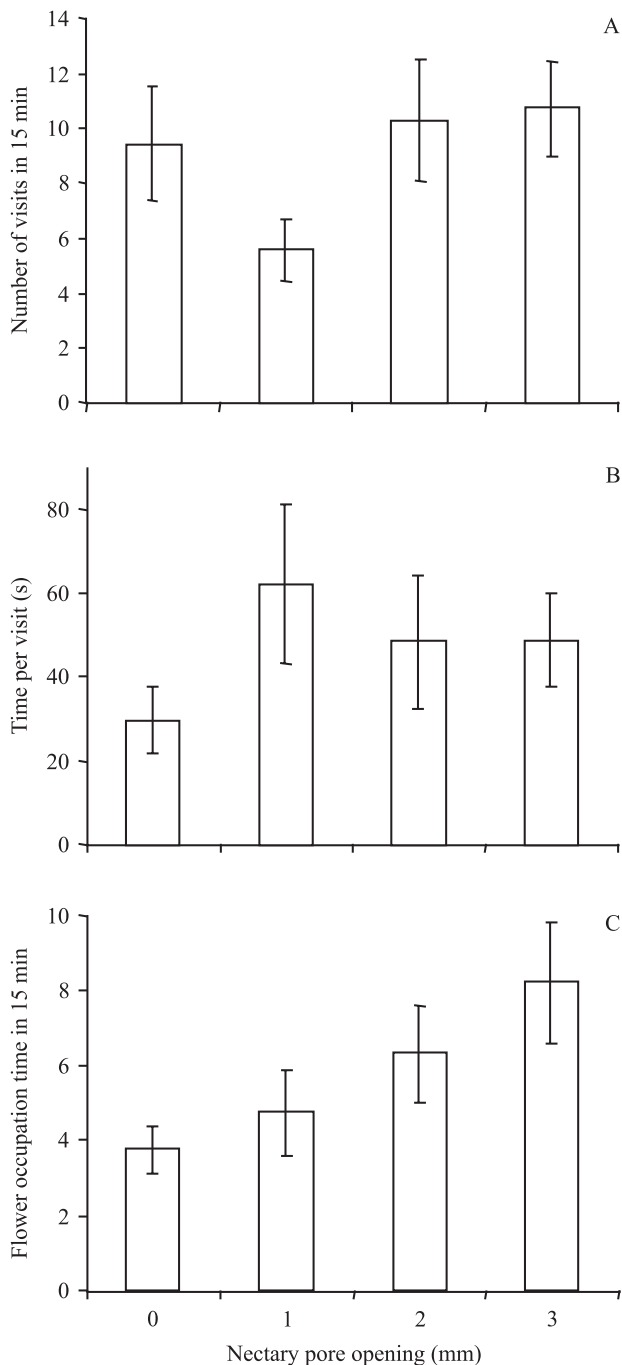 A
Number of visits in 15 min
14
12
10
8
6
4
2
0
B
Time per visit (s)
80
60
40
20
0
C
Flower occupation time in 15 min
10
8
6
4
2
0
0 1 2 3
Nectary pore opening (mm)